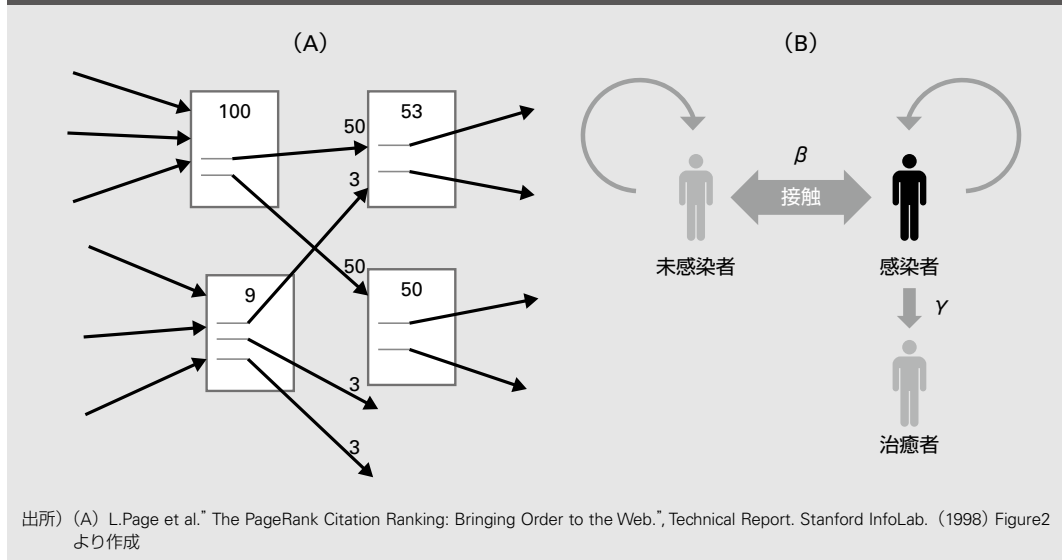 (A)
100
50
53
3
50
9
50
3
3
(B)
β
接触
未感染者
感染者
γ
治癒者
出所）（A）L.Page et al.” The PageRank Citation Ranking: Bringing Order to the Web.”, Technical Report. Stanford InfoLab.（1998）Figure2
より作成